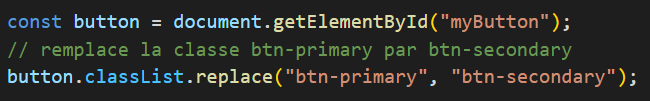 const button = document.getElementById("myButton");
// remplace la classe btn-primary par btn-secondary
button.classList.replace("btn-primary", "btn-secondary");